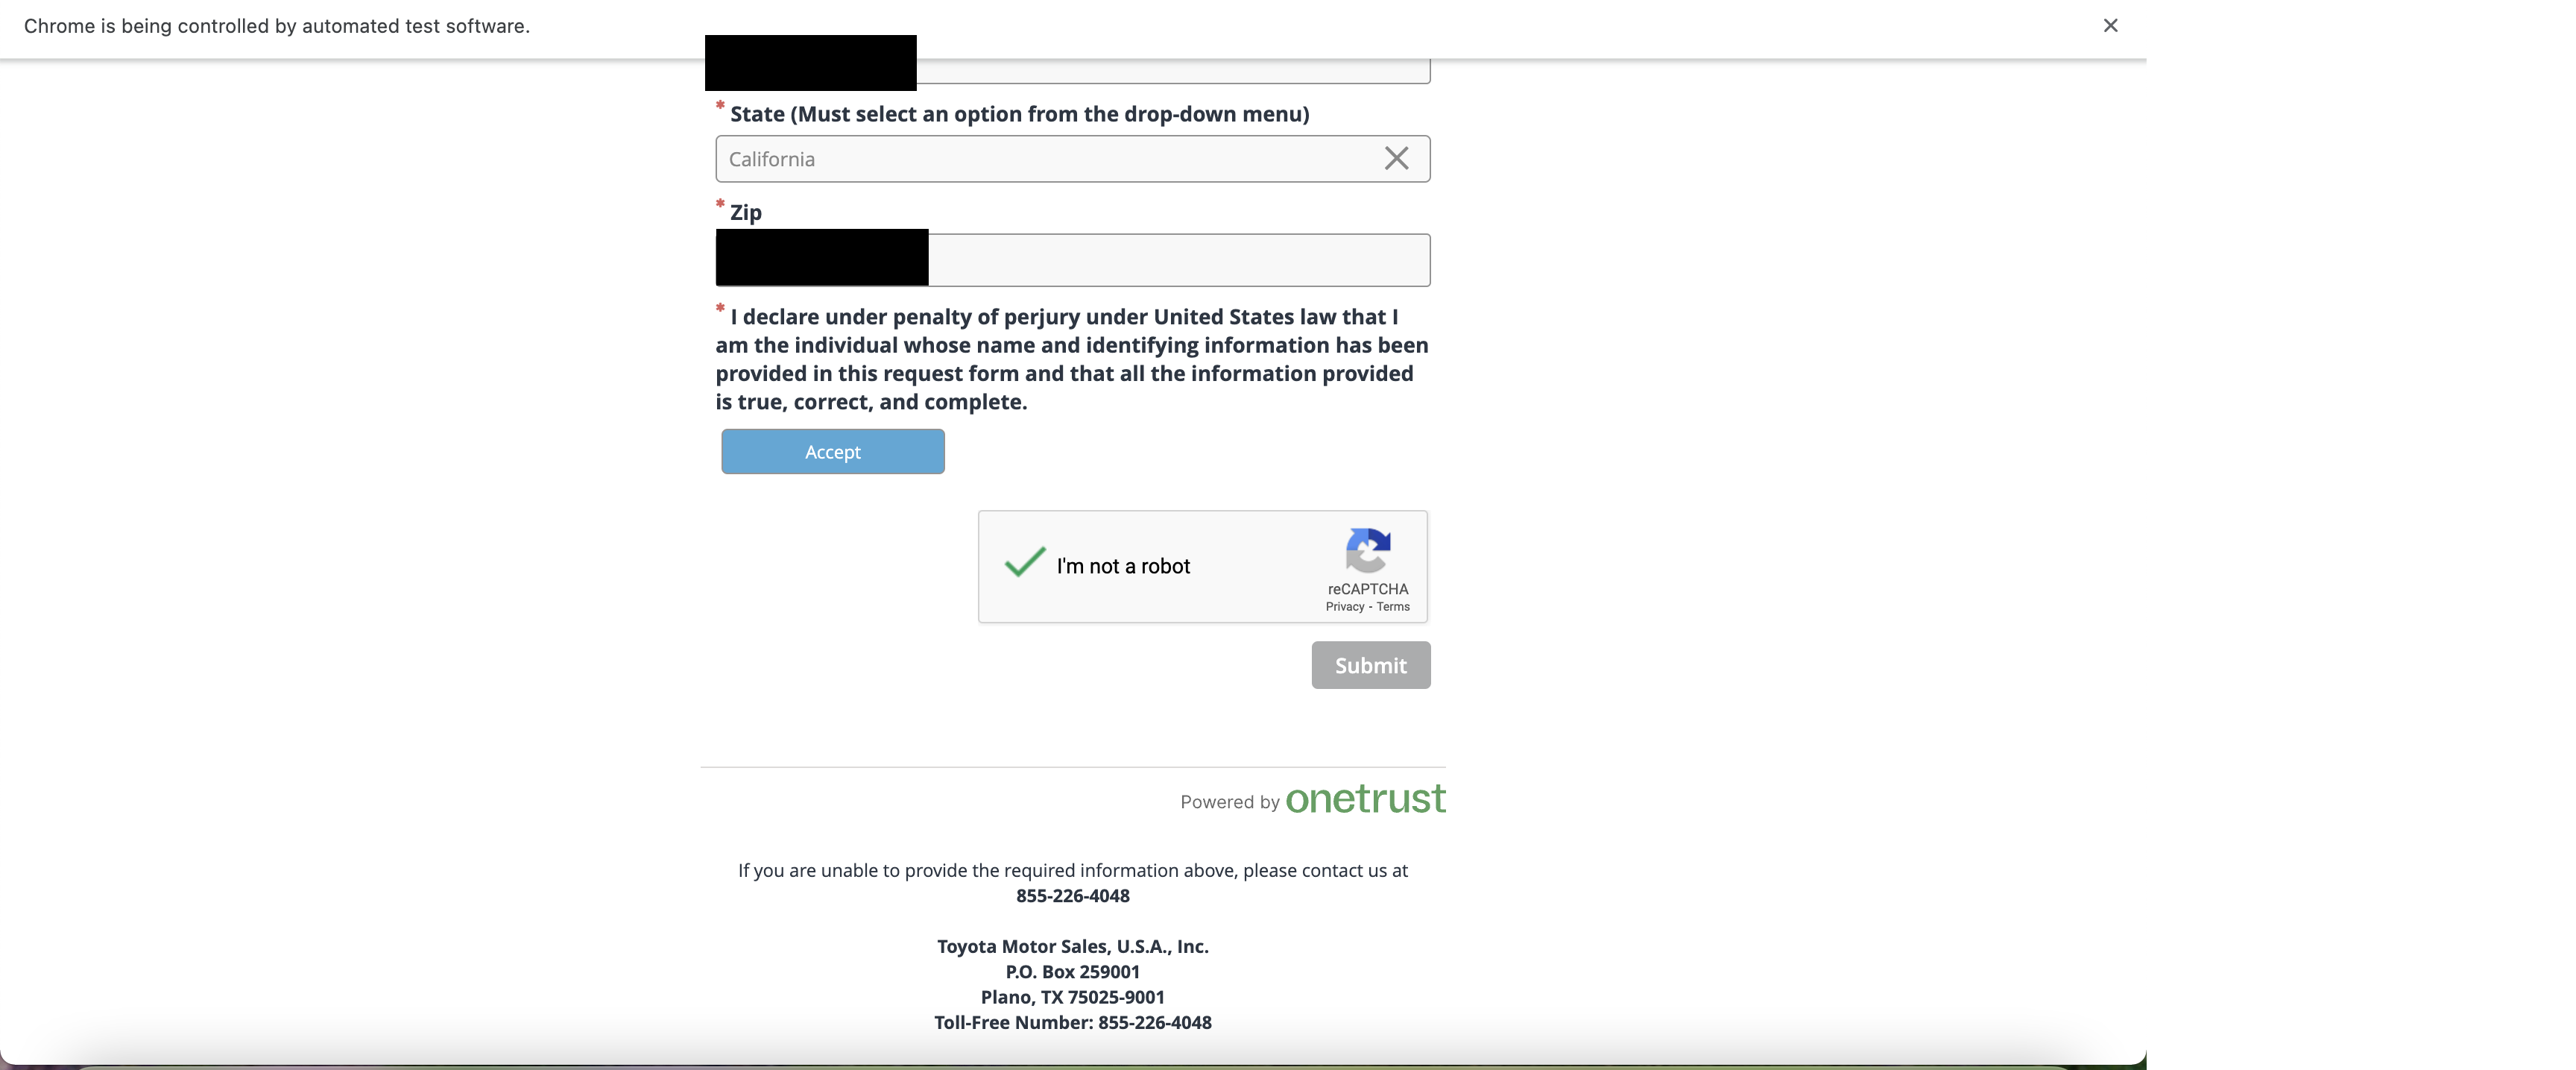 Chrome is being controlled by automated test software.
* State (Must select an option from the drop-down menu)
California
* Zip
* I declare under penalty of perjury under United States law that I
am the individual whose name and identifying information has been
provided in this request form and that all the information provided
is true, correct, and complete.
Accept
I'm not a robot
reCAPTCHA
Privacy - Terms
Submit
Powered by onetrust
If you are unable to provide the required information above, please contact us at
855-226-4048
Toyota Motor Sales, U.S.A., Inc.
P.O. Box 259001
Plano, TX 75025-9001
Toll-Free Number: 855-226-4048